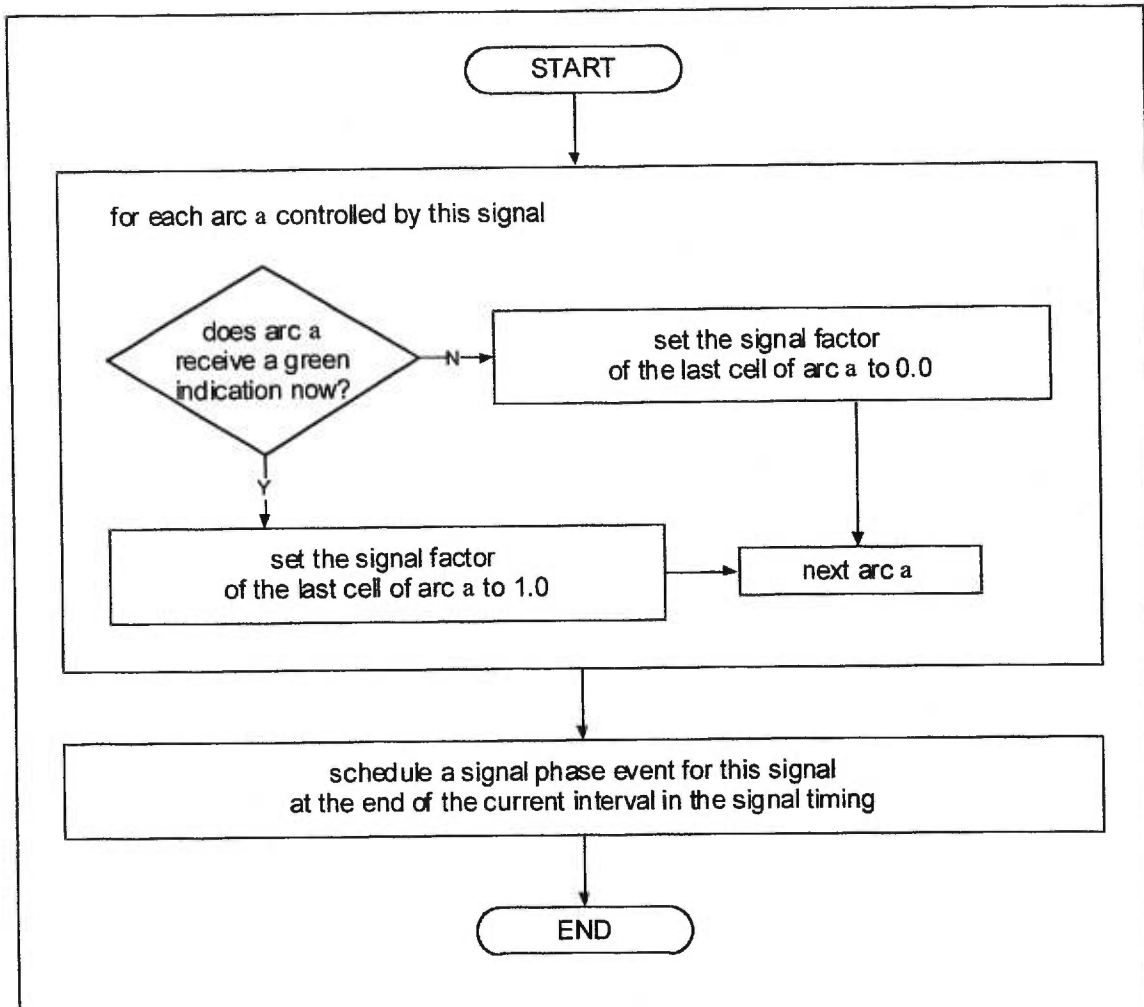 START
for each arc a controlled by this signal
does arc a
receive a green
indication now?
N
set the signal factor
of the last cell of arc a to 0.0
Y
set the signal factor
of the last cell of arc a to 1.0
next arc a
schedule a signal phase event for this signal
at the end of the current interval in the signal timing
END